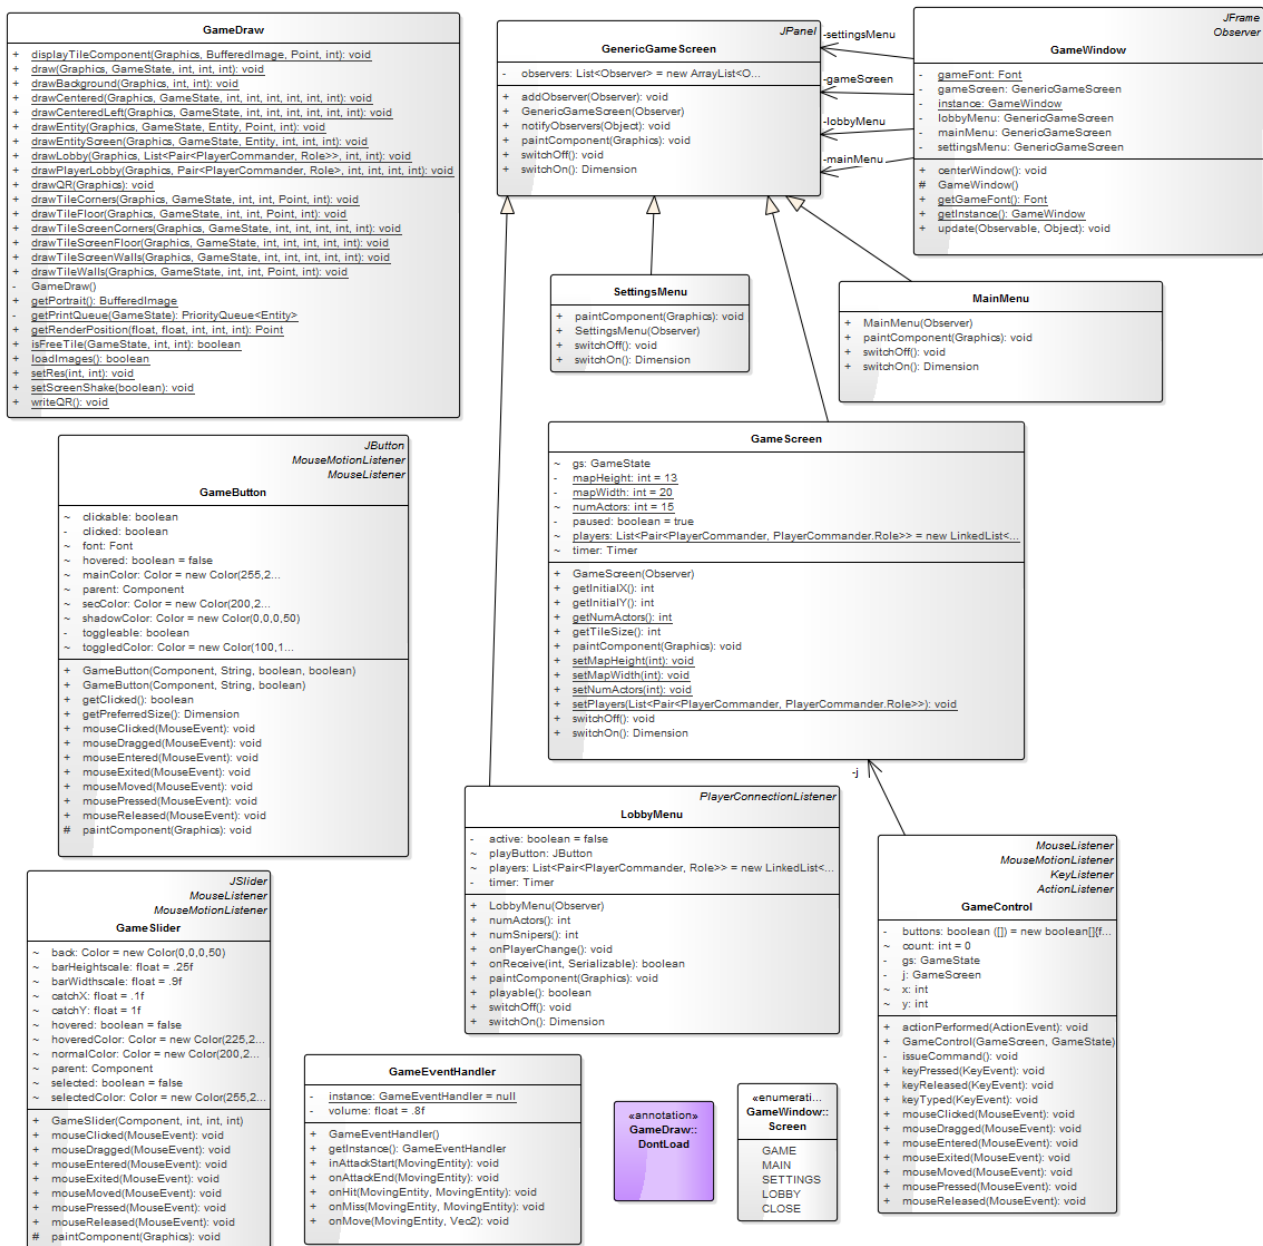 GameDraw
+ displayTileComponent(Graphics, BufferedImage, Point, int): void
+ draw(Graphics, GameState, int, int, int): void
+ drawBackground(Graphics, int, int): void
+ drawCentered(Graphics, GameState, int, int, int, int, int, int): void
+ drawCenteredLeft(Graphics, GameState, int, int, int, int, int, int): void
+ drawEntity(Graphics, GameState, Entity, Point, int): void
+ drawEntityScreen(Graphics, GameState, Entity, int, int, int): void
+ drawLobby(Graphics, List<Pair<PlayerCommander, Role>>, int, int): void
+ drawPlayerLobby(Graphics, Pair<PlayerCommander, Role>, int, int, int, int): void
+ drawQR(Graphics): void
+ drawTileCorners(Graphics, GameState, int, int, Point, int): void
+ drawTileFloor(Graphics, GameState, int, int, Point, int): void
+ drawTileScreenCorners(Graphics, GameState, int, int, int, int, int): void
+ drawTileScreenFloor(Graphics, GameState, int, int, int, int, int): void
+ drawTileScreenWalls(Graphics, GameState, int, int, int, int, int): void
+ drawTileWalls(Graphics, GameState, int, int, Point, int): void
- GameDraw()
+ getPortrait(): BufferedImage
- getPrintQueue(GameState): PriorityQueue<Entity>
+ getRenderPosition(float, float, int, int, int): Point
+ isFreeTile(GameState, int, int): boolean
+ loadImages(): boolean
+ setRes(int, int): void
+ setScreenShake(boolean): void
+ writeQR(): void
JPanel
GenericGameScreen
- observers: List<Observer> = new ArrayList<O...
+ addObserver(Observer): void
+ GenericGameScreen(Observer)
+ notifyObservers(Object): void
+ paintComponent(Graphics): void
+ switchOff(): void
+ switchOn(): Dimension
-settingsMenu
-gameScreen
-lobbyMenu
-mainMenu
JFrame
Observer
GameWindow
- gameFont: Font
- gameScreen: GenericGameScreen
- instance: GameWindow
- lobbyMenu: GenericGameScreen
- mainMenu: GenericGameScreen
- settingsMenu: GenericGameScreen
+ centerWindow(): void
# GameWindow()
+ getGameFont(): Font
+ getInstance(): GameWindow
+ update(Observable, Object): void
SettingsMenu
+ paintComponent(Graphics): void
+ SettingsMenu(Observer)
+ switchOff(): void
+ switchOn(): Dimension
MainMenu
+ MainMenu(Observer)
+ paintComponent(Graphics): void
+ switchOff(): void
+ switchOn(): Dimension
JButton
MouseMotionListener
MouseListener
GameButton
~ clickable: boolean
- clicked: boolean
~ font: Font
~ hovered: boolean = false
~ mainColor: Color = new Color(255,2...
~ parent: Component
~ secColor: Color = new Color(200,2...
~ shadowColor: Color = new Color(0,0,0,50)
- toggleable: boolean
~ toggledColor: Color = new Color(100,1...
+ GameButton(Component, String, boolean, boolean)
+ GameButton(Component, String, boolean)
+ getClicked(): boolean
+ getPreferredSize(): Dimension
+ mouseClicked(MouseEvent): void
+ mouseDragged(MouseEvent): void
+ mouseEntered(MouseEvent): void
+ mouseExited(MouseEvent): void
+ mouseMoved(MouseEvent): void
+ mousePressed(MouseEvent): void
+ mouseReleased(MouseEvent): void
# paintComponent(Graphics): void
GameScreen
~ gs: GameState
- mapHeight: int = 13
- mapWidth: int = 20
~ numActors: int = 15
- paused: boolean = true
~ players: List<Pair<PlayerCommander, PlayerCommander.Role>> = new LinkedList<...
~ timer: Timer
+ GameScreen(Observer)
+ getInitialX(): int
+ getInitialY(): int
+ getNumActors(): int
+ getTileSize(): int
+ paintComponent(Graphics): void
+ setMapHeight(int): void
+ setMapWidth(int): void
+ setNumActors(int): void
+ setPlayers(List<Pair<PlayerCommander, PlayerCommander.Role>>): void
+ switchOff(): void
+ switchOn(): Dimension
-j
PlayerConnectionListener
LobbyMenu
- active: boolean = false
~ playButton: JButton
~ players: List<Pair<PlayerCommander, Role>> = new LinkedList<...
- timer: Timer
+ LobbyMenu(Observer)
+ numActors(): int
+ numSnipers(): int
+ onPlayerChange(): void
+ onReceive(int, Serializable): boolean
+ paintComponent(Graphics): void
+ playable(): boolean
+ switchOff(): void
+ switchOn(): Dimension
MouseListener
MouseMotionListener
KeyListener
ActionListener
GameControl
- buttons: boolean ([]) = new boolean[]{f...
~ count: int = 0
- gs: GameState
- j: GameScreen
~ x: int
~ y: int
+ actionPerformed(ActionEvent): void
+ GameControl(GameScreen, GameState)
- issueCommand(): void
+ keyPressed(KeyEvent): void
+ keyReleased(KeyEvent): void
+ keyTyped(KeyEvent): void
+ mouseClicked(MouseEvent): void
+ mouseDragged(MouseEvent): void
+ mouseEntered(MouseEvent): void
+ mouseExited(MouseEvent): void
+ mouseMoved(MouseEvent): void
+ mousePressed(MouseEvent): void
+ mouseReleased(MouseEvent): void
JSlider
MouseListener
MouseMotionListener
GameSlider
~ back: Color = new Color(0,0,0,50)
~ barHeightscale: float = .25f
~ barWidthscale: float = .9f
~ catchX: float = .1f
~ catchY: float = 1f
~ hovered: boolean = false
~ hoveredColor: Color = new Color(225,2...
~ normalColor: Color = new Color(200,2...
~ parent: Component
~ selected: boolean = false
~ selectedColor: Color = new Color(255,2...
+ GameSlider(Component, int, int, int)
+ mouseClicked(MouseEvent): void
+ mouseDragged(MouseEvent): void
+ mouseEntered(MouseEvent): void
+ mouseExited(MouseEvent): void
+ mouseMoved(MouseEvent): void
+ mousePressed(MouseEvent): void
+ mouseReleased(MouseEvent): void
# paintComponent(Graphics): void
GameEventHandler
- instance: GameEventHandler = null
- volume: float = .8f
+ GameEventHandler()
+ getInstance(): GameEventHandler
+ inAttackStart(MovingEntity): void
+ onAttackEnd(MovingEntity): void
+ onHit(MovingEntity, MovingEntity): void
+ onMiss(MovingEntity, MovingEntity): void
+ onMove(MovingEntity, Vec2): void
«annotation»
GameDraw::
DontLoad
«enumerati...
GameWindow::
Screen
GAME
MAIN
SETTINGS
LOBBY
CLOSE